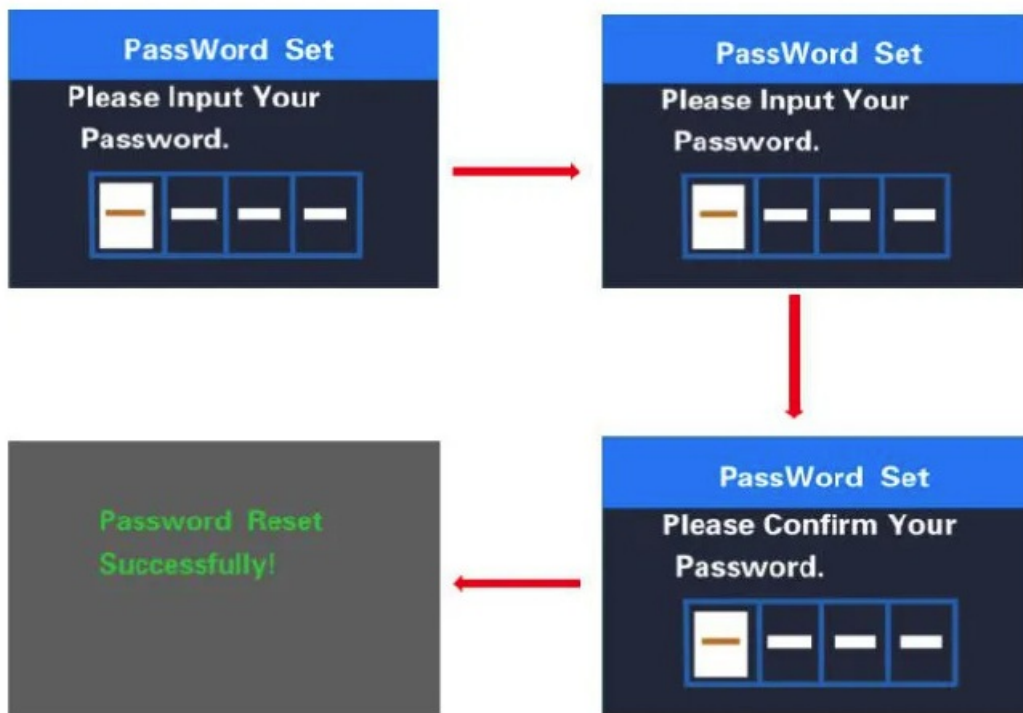 PassWord Set
Please Input Your
Password.
PassWord Set
Please Input Your
Password.
PassWord Set
Please Confirm Your
Password.
Password Reset
Successfully!